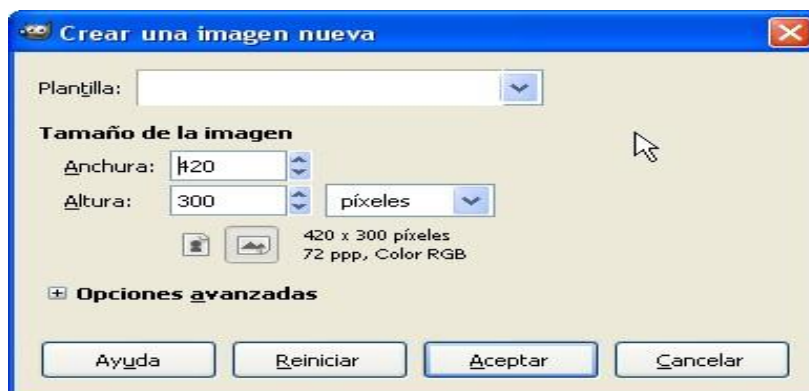 Crear una imagen nueva
Plantilla:
Tamaño de la imagen
Anchura: 420
Altura: 300 píxeles
420 x 300 píxeles
72 ppp, Color RGB
Opciones avanzadas
Ayuda Reiniciar Aceptar Cancelar